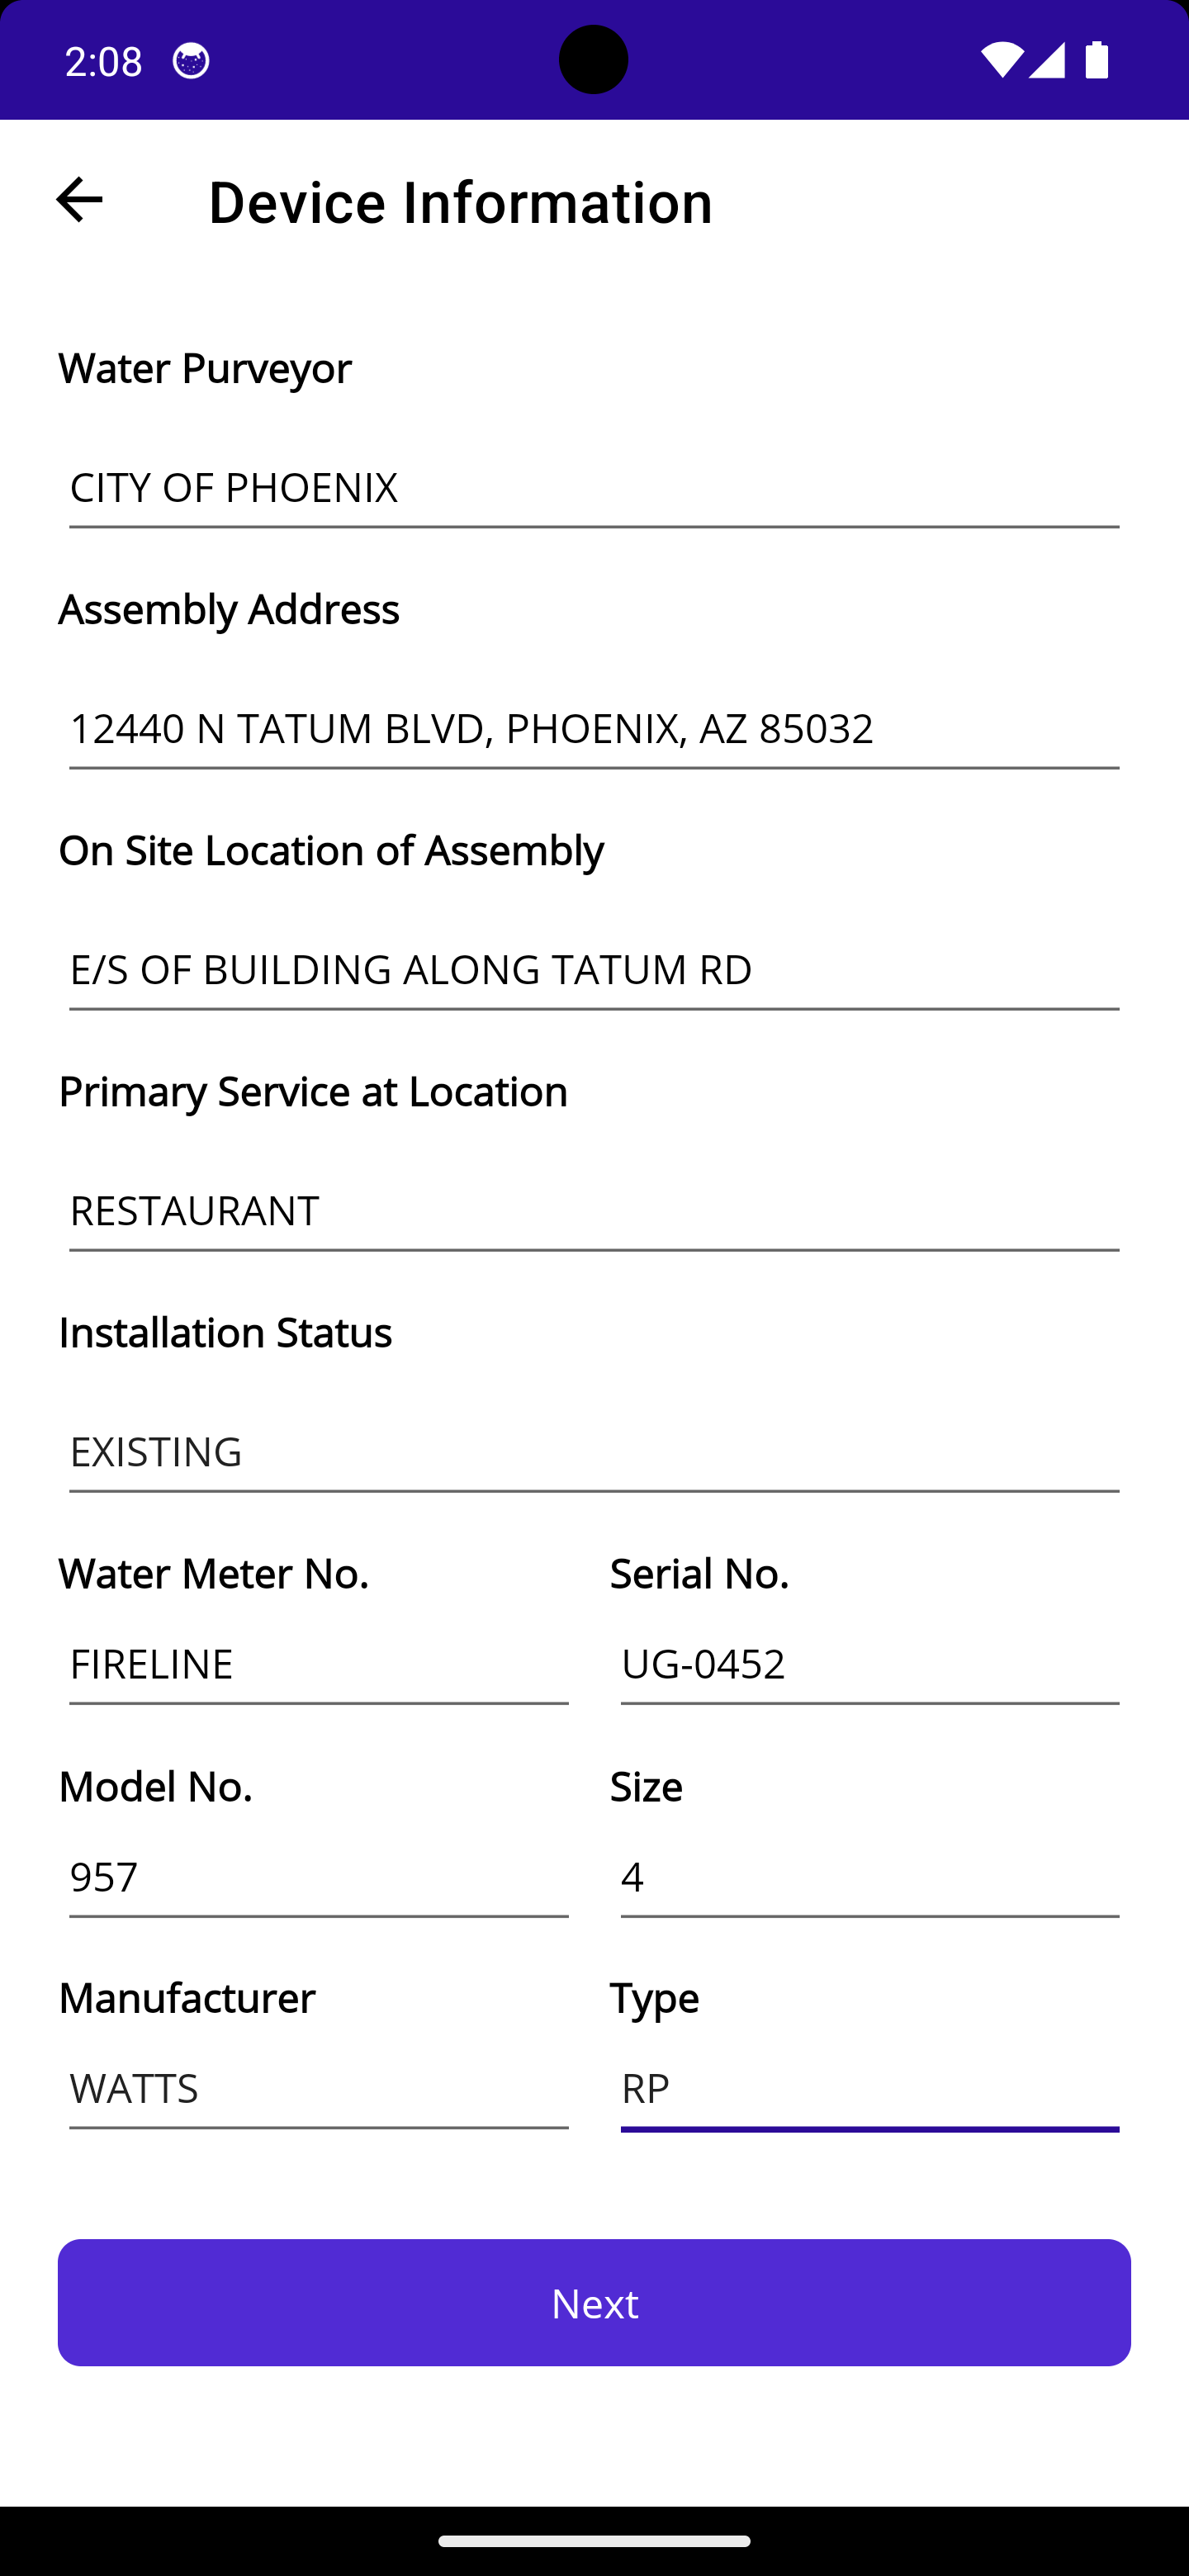 2:08
Device Information
Water Purveyor
CITY OF PHOENIX
Assembly Address
12440 N TATUM BLVD, PHOENIX, AZ 85032
On Site Location of Assembly
E/S OF BUILDING ALONG TATUM RD
Primary Service at Location
RESTAURANT
Installation Status
EXISTING
Water Meter No. Serial No.
FIRELINE UG-0452
Model No. Size
957 4
Manufacturer Type
WATTS RP
Next